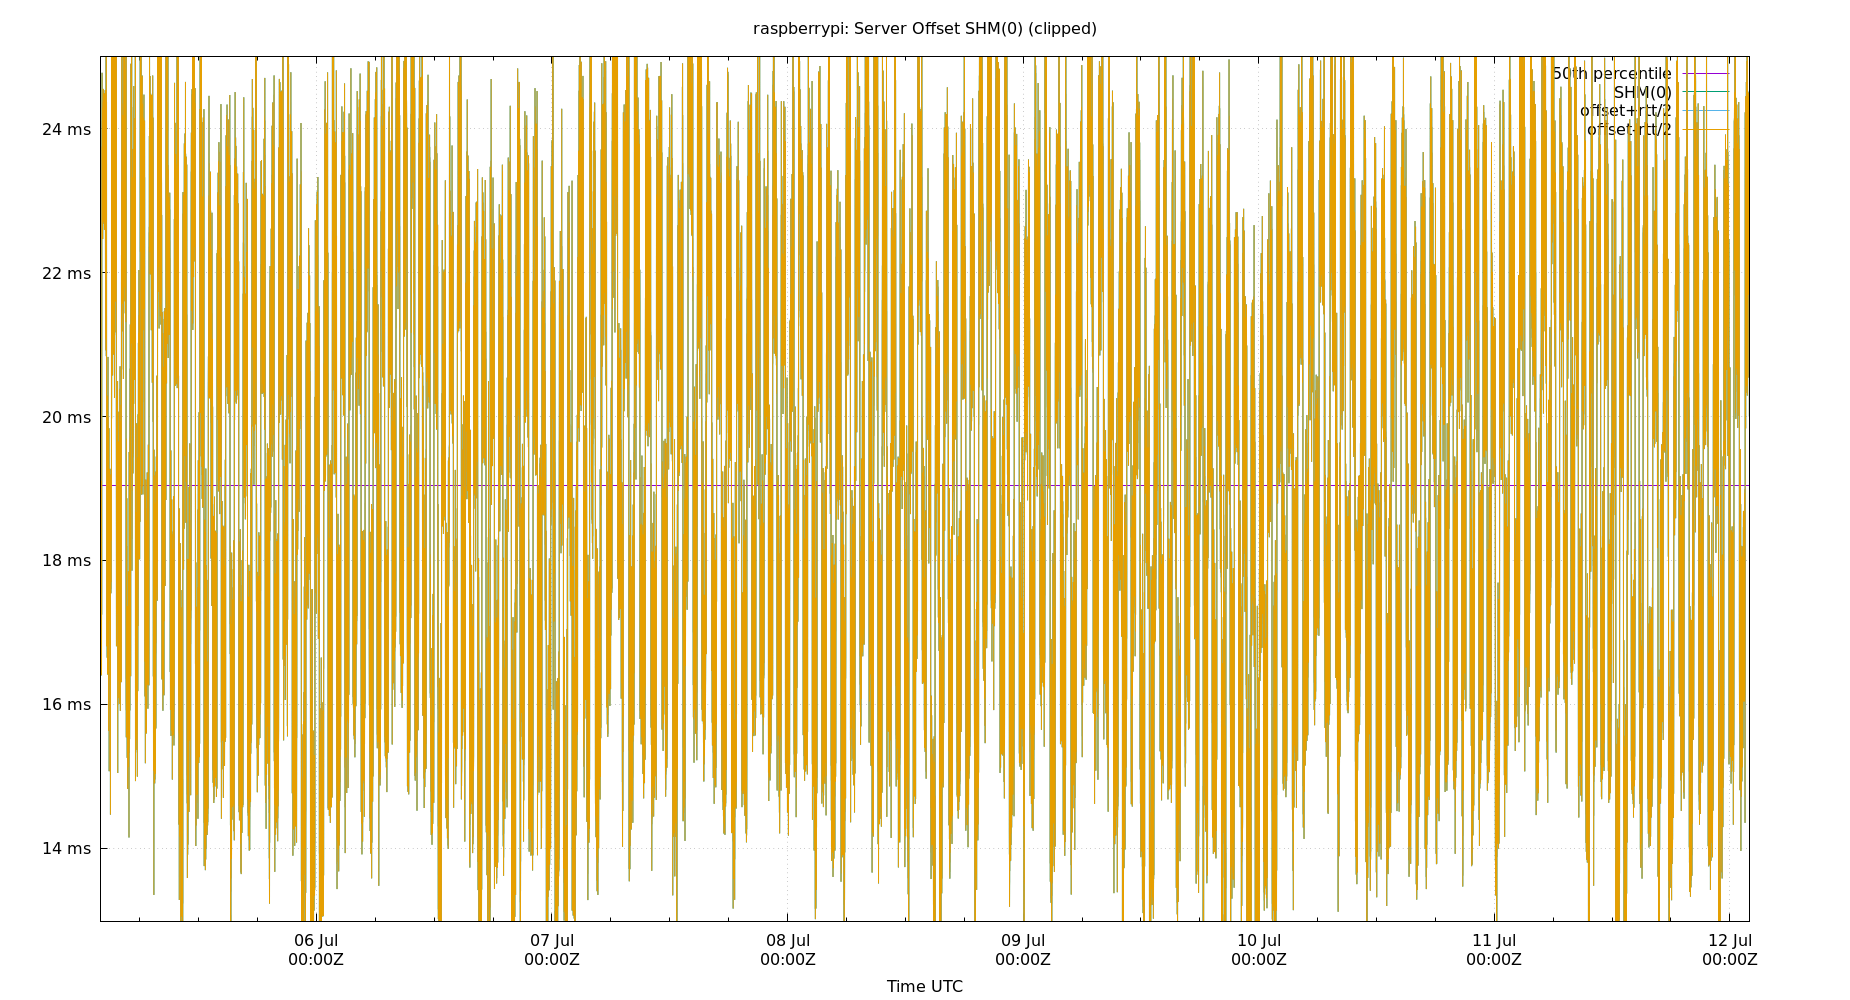 raspberrypi: Server Offset SHM(0) (clipped)
50th percentile
SHM(0)
offset+rtt/2
offset-rtt/2
24 ms
22 ms
20 ms
18 ms
16 ms
14 ms
06 Jul 07 Jul 08 Jul 09 Jul 10 Jul 11 Jul 12 Jul
00:00Z 00:00Z 00:00Z 00:00Z 00:00Z 00:00Z 00:00Z
Time UTC